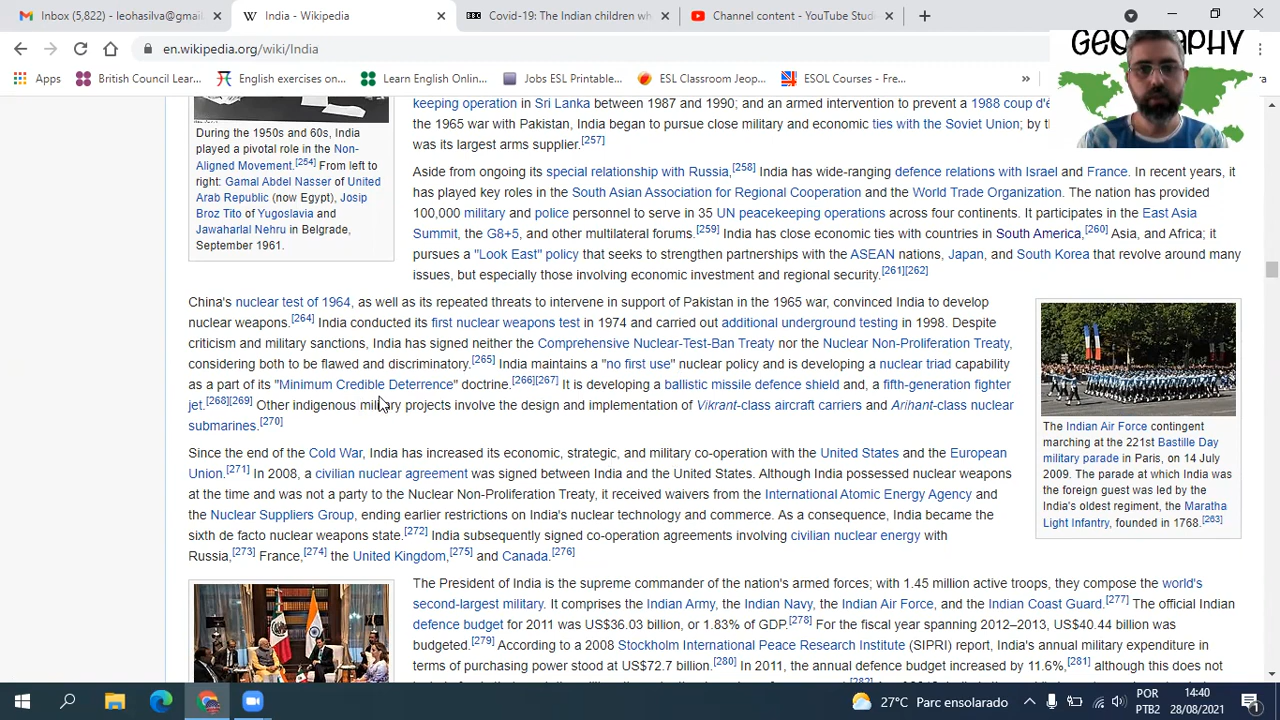 Inbox (5,822) - leohasilva@gmail.
India - Wikipedia
Covid-19: The Indian children wh
Channel content - YouTube Studi
en.wikipedia.org/wiki/India
GEOGRAPHY
Apps
British Council Lear...
English exercises on...
Learn English Online...
Jobs ESL Printable...
ESL Classroom Jeop...
ESOL Courses - Fre...
»
During the 1950s and 60s, India
played a pivotal role in the Non-
Aligned Movement.[254] From left to
right: Gamal Abdel Nasser of United
Arab Republic (now Egypt), Josip
Broz Tito of Yugoslavia and
Jawaharlal Nehru in Belgrade,
September 1961.
keeping operation in Sri Lanka between 1987 and 1990; and an armed intervention to prevent a 1988 coup d'é
the 1965 war with Pakistan, India began to pursue close military and economic ties with the Soviet Union; by
was its largest arms supplier.[257]
Aside from ongoing its special relationship with Russia,[258] India has wide-ranging defence relations with Israel and France. In recent years, it
has played key roles in the South Asian Association for Regional Cooperation and the World Trade Organization. The nation has provided
100,000 military and police personnel to serve in 35 UN peacekeeping operations across four continents. It participates in the East Asia
Summit, the G8+5, and other multilateral forums.[259] India has close economic ties with countries in South America,[260] Asia, and Africa; it
pursues a "Look East" policy that seeks to strengthen partnerships with the ASEAN nations, Japan, and South Korea that revolve around many
issues, but especially those involving economic investment and regional security.[261][262]
China's nuclear test of 1964, as well as its repeated threats to intervene in support of Pakistan in the 1965 war, convinced India to develop
nuclear weapons.[264] India conducted its first nuclear weapons test in 1974 and carried out additional underground testing in 1998. Despite
criticism and military sanctions, India has signed neither the Comprehensive Nuclear-Test-Ban Treaty nor the Nuclear Non-Proliferation Treaty,
considering both to be flawed and discriminatory.[265] India maintains a "no first use" nuclear policy and is developing a nuclear triad capability
as a part of its "Minimum Credible Deterrence" doctrine.[266][267] It is developing a ballistic missile defence shield and, a fifth-generation fighter
jet.[268][269] Other indigenous military projects involve the design and implementation of Vikrant-class aircraft carriers and Arihant-class nuclear
submarines.[270]
The Indian Air Force contingent
marching at the 221st Bastille Day
military parade in Paris, on 14 July
2009. The parade at which India was
the foreign guest was led by the
India's oldest regiment, the Maratha
Light Infantry, founded in 1768.[263]
Since the end of the Cold War, India has increased its economic, strategic, and military co-operation with the United States and the European
Union.[271] In 2008, a civilian nuclear agreement was signed between India and the United States. Although India possessed nuclear weapons
at the time and was not a party to the Nuclear Non-Proliferation Treaty, it received waivers from the International Atomic Energy Agency and
the Nuclear Suppliers Group, ending earlier restrictions on India's nuclear technology and commerce. As a consequence, India became the
sixth de facto nuclear weapons state.[272] India subsequently signed co-operation agreements involving civilian nuclear energy with
Russia,[273] France,[274] the United Kingdom,[275] and Canada.[276]
The President of India is the supreme commander of the nation's armed forces; with 1.45 million active troops, they compose the world's
second-largest military. It comprises the Indian Army, the Indian Navy, the Indian Air Force, and the Indian Coast Guard.[277] The official Indian
defence budget for 2011 was US$36.03 billion, or 1.83% of GDP.[278] For the fiscal year spanning 2012–2013, US$40.44 billion was
budgeted.[279] According to a 2008 Stockholm International Peace Research Institute (SIPRI) report, India's annual military expenditure in
terms of purchasing power stood at US$72.7 billion.[280] In 2011, the annual defence budget increased by 11.6%,[281] although this does not
27°C Parc ensolarado
POR
PTB2
14:40
28/08/2021
1